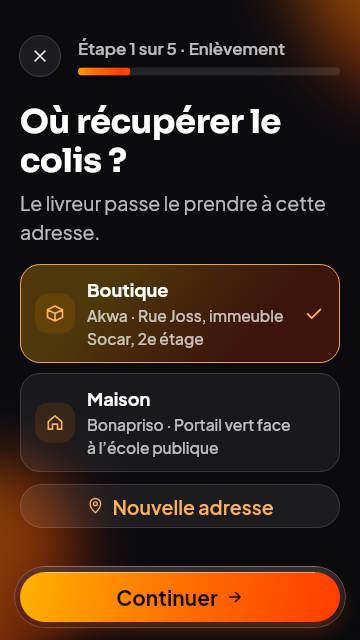 Étape 1 sur 5 · Enlèvement
Où récupérer le
colis ?
Le livreur passe le prendre à cette
adresse.
Boutique
Akwa · Rue Joss, immeuble
Socar, 2e étage
Maison
Bonapriso · Portail vert face
à l’école publique
Nouvelle adresse
Continuer →